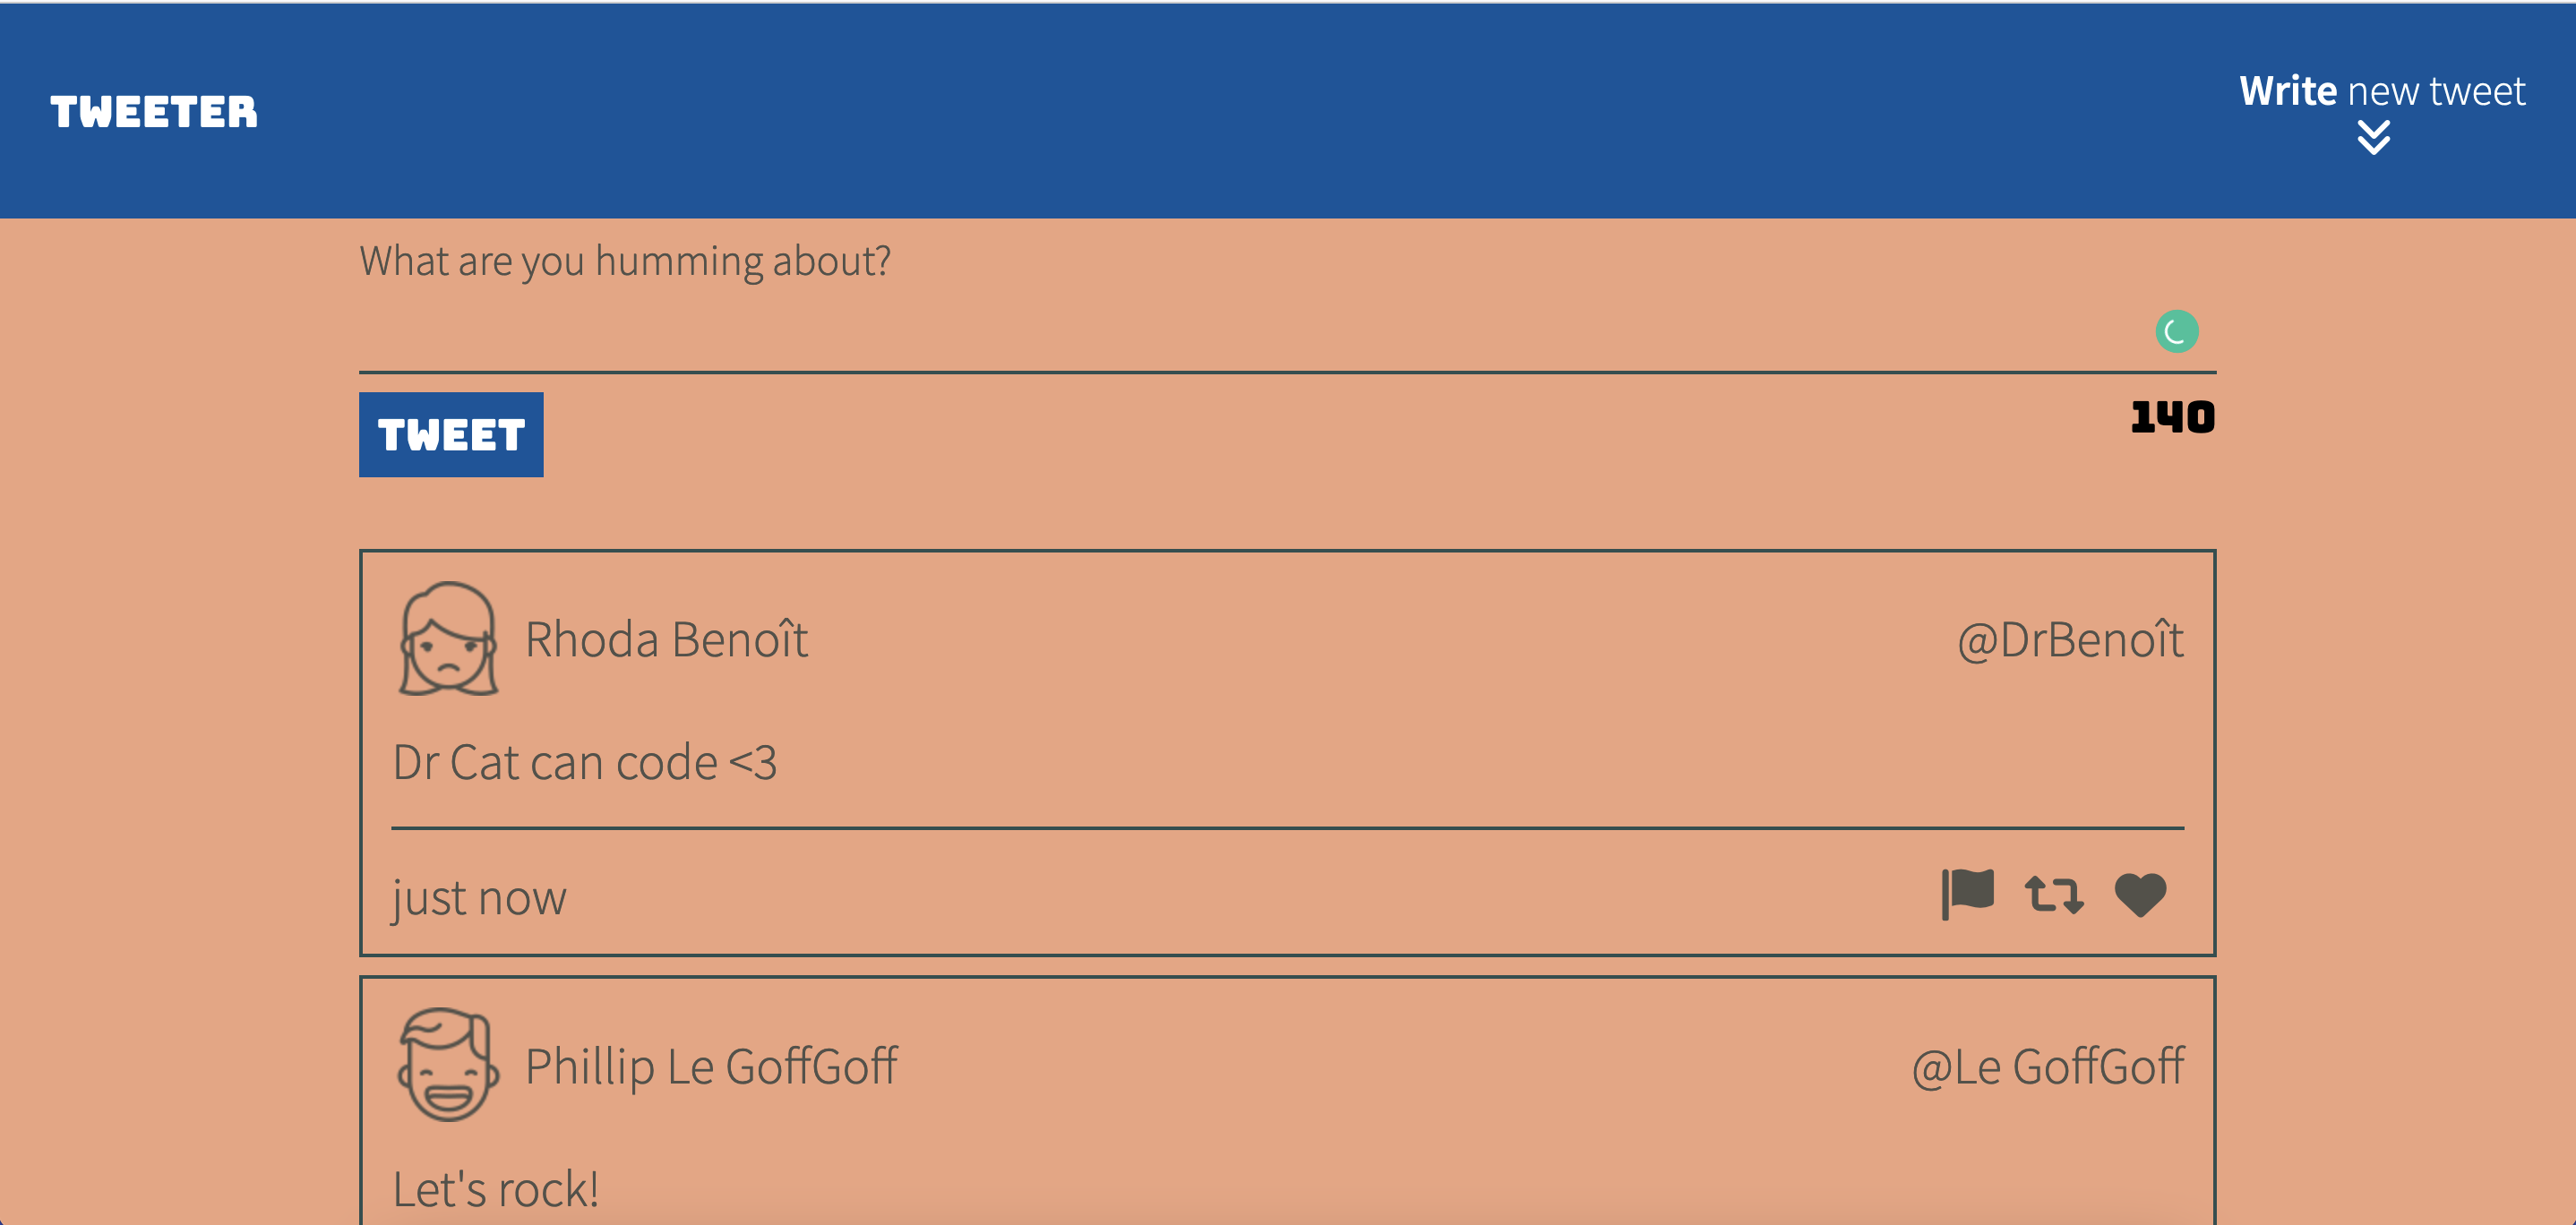 TWEETER
Write new tweet
What are you humming about?
TWEET
140
Rhoda Benoît
@DrBenoît
Dr Cat can code <3
just now
Phillip Le GoffGoff
@Le GoffGoff
Let's rock!